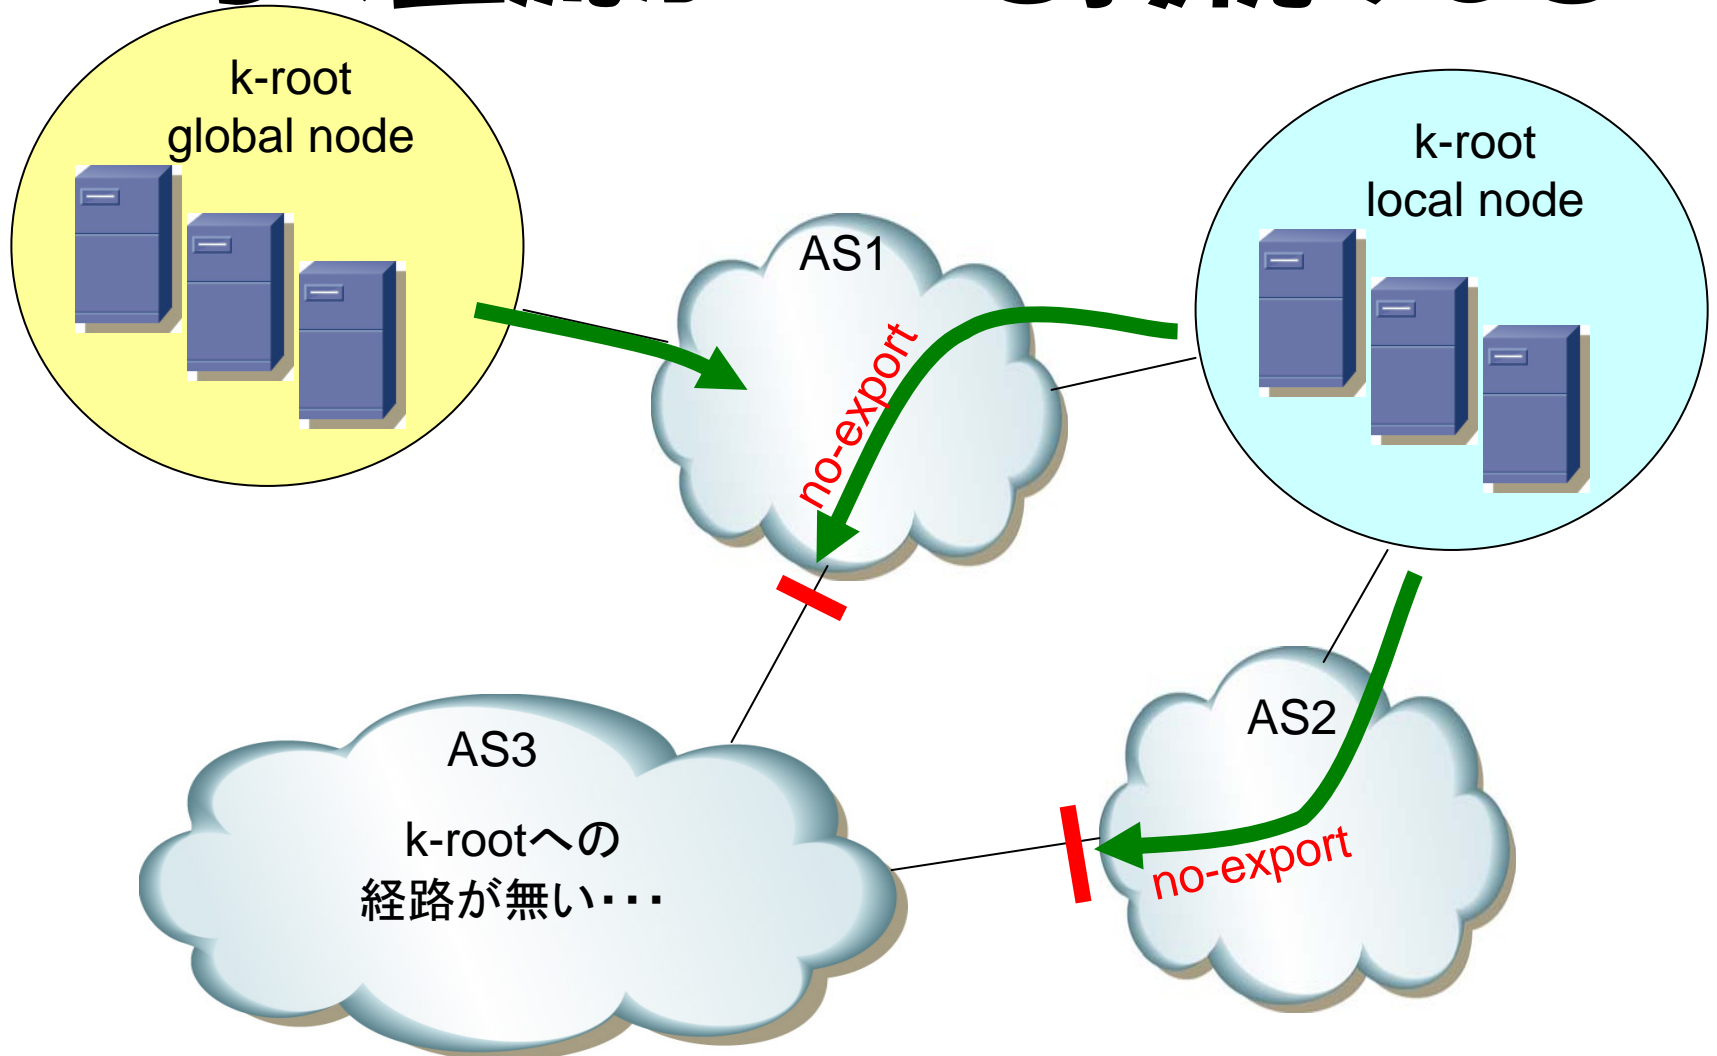 k-root
global node
k-root
local node
AS1
no-export
AS2
no-export
AS3
k-rootへの
経路が無い・・・